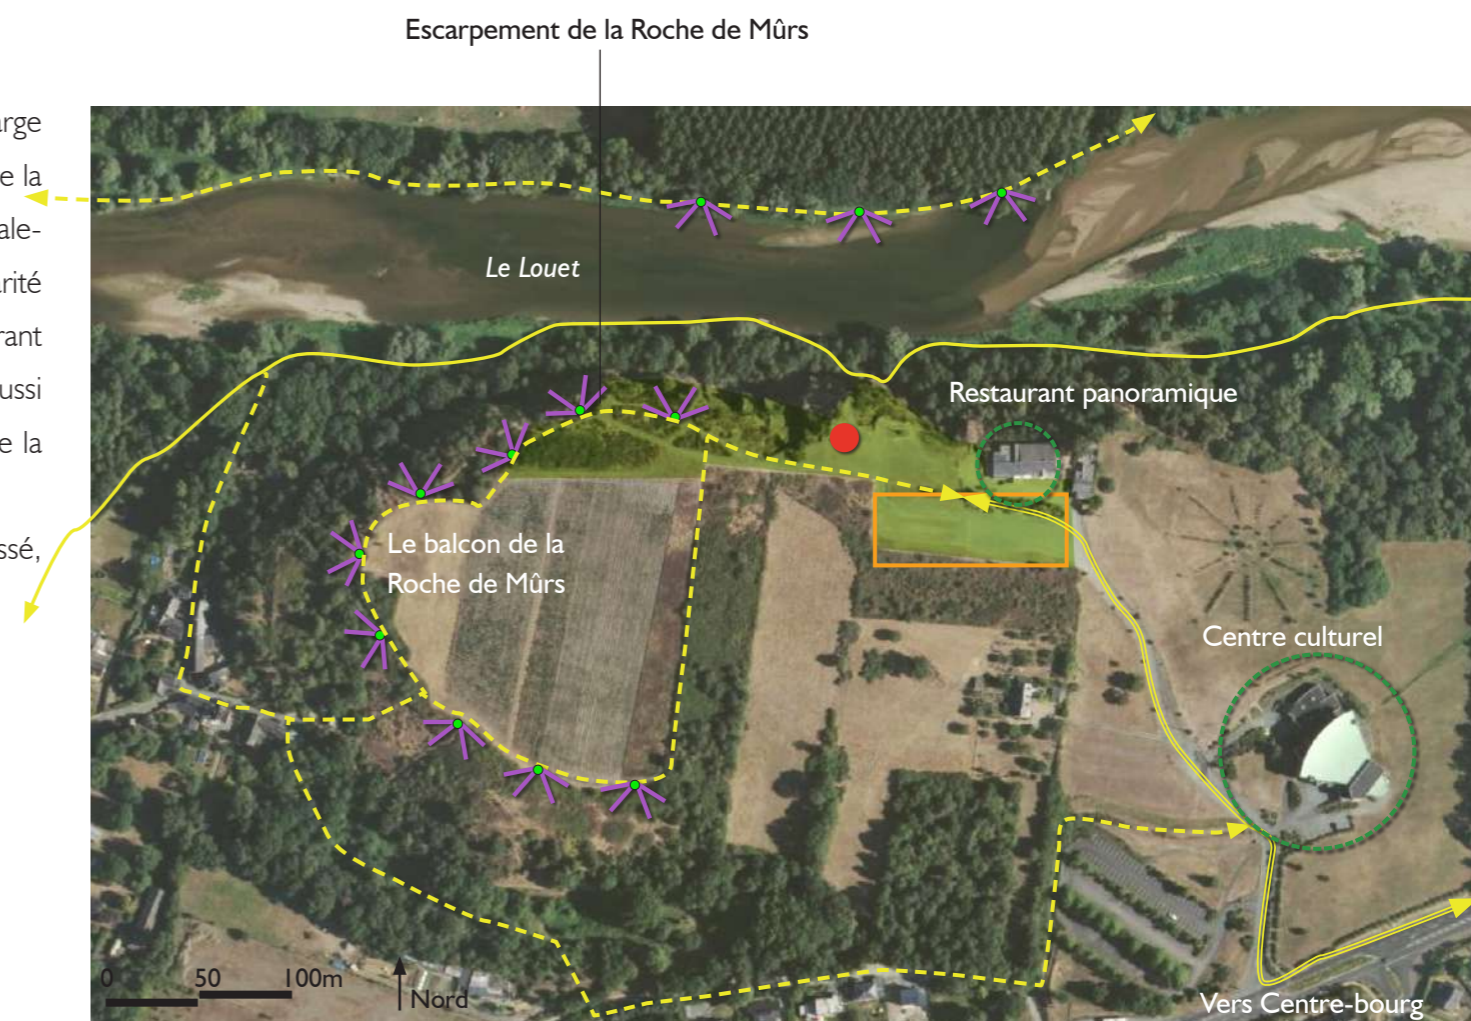 Escarpement de la Roche de Mûrs
arge
e la
ale-
rité
rant
ussi
e la
ssé,
Le Louet
Restaurant panoramique
Le balcon de la
Roche de Mûrs
Centre culturel
0 50 100m
Nord
Vers Centre-bourg